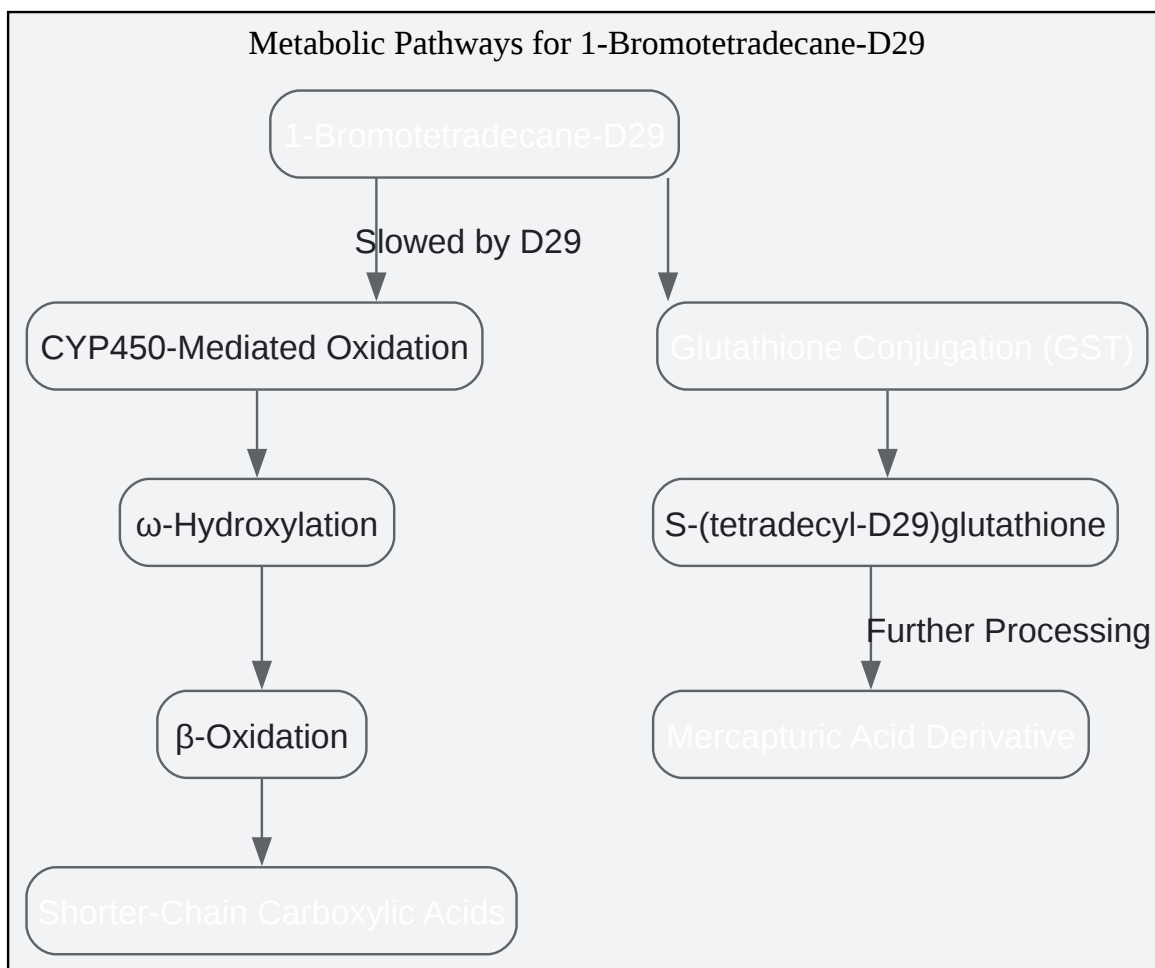 Metabolic Pathways for 1-Bromotetradecane-D29
1-Bromotetradecane-D29
Slowed by D29
CYP450-Mediated Oxidation
Glutathione Conjugation (GST)
ω-Hydroxylation
S-(tetradecyl-D29)glutathione
Further Processing
β-Oxidation
Mercapturic Acid Derivative
Shorter-Chain Carboxylic Acids